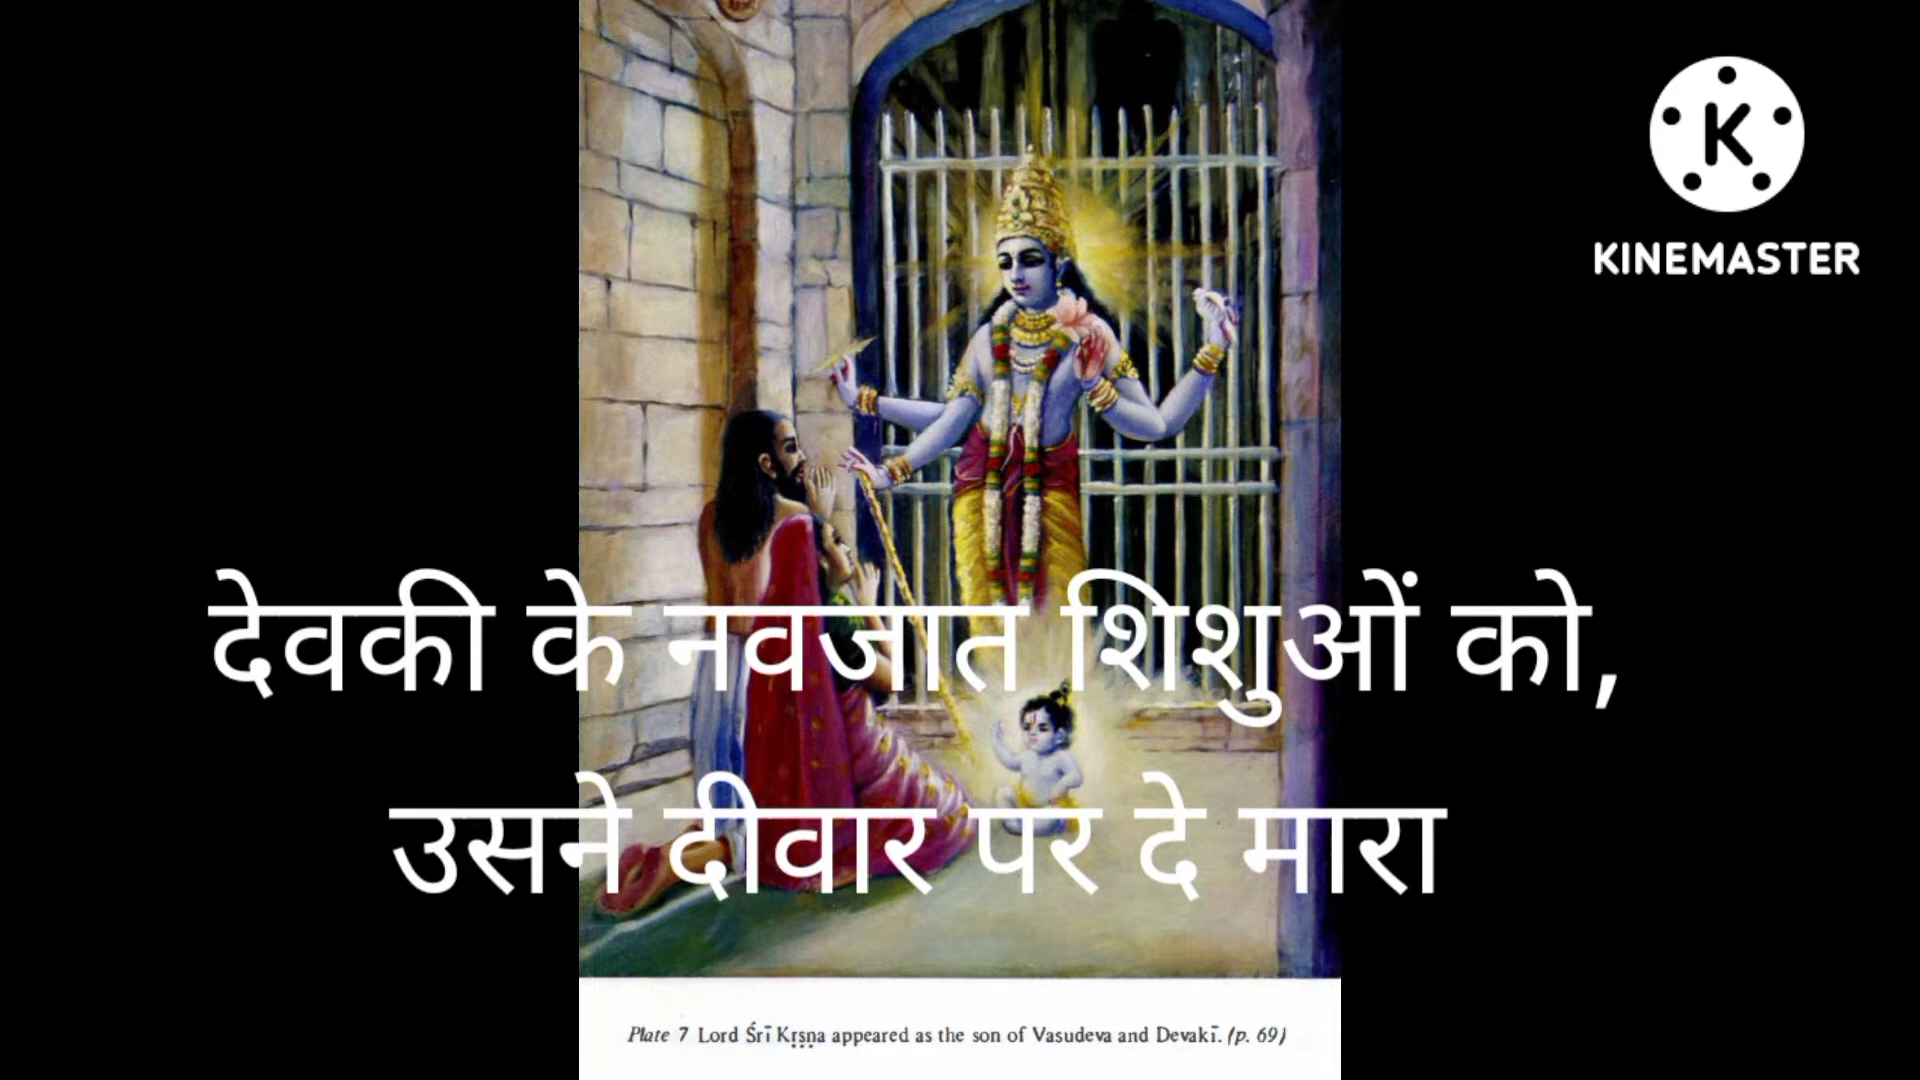 KINEMASTER
देवकी के नवजात शिशुओं को,
उसने दीवार पर दे मारा
Plate 7 Lord Śrī Kṛṣṇa appeared as the son of Vasudeva and Devakī. (p. 69)